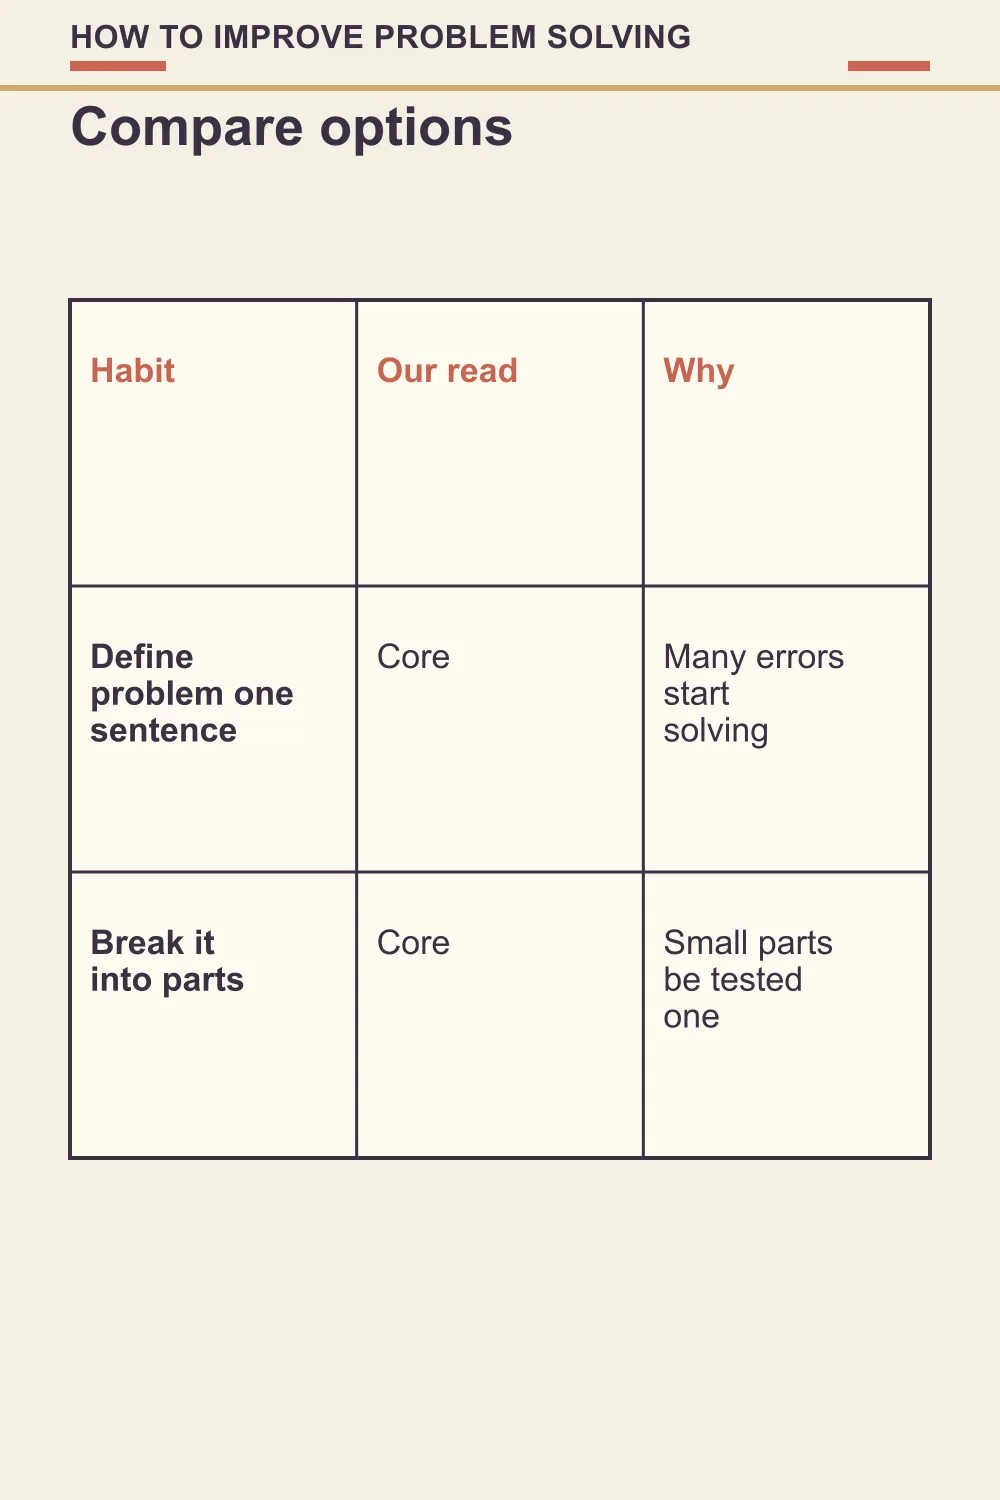 HOW TO IMPROVE PROBLEM SOLVING
Compare options
Habit
Our read
Why
Define
problem one
sentence
Core
Many errors
start
solving
Break it
into parts
Core
Small parts
be tested
one